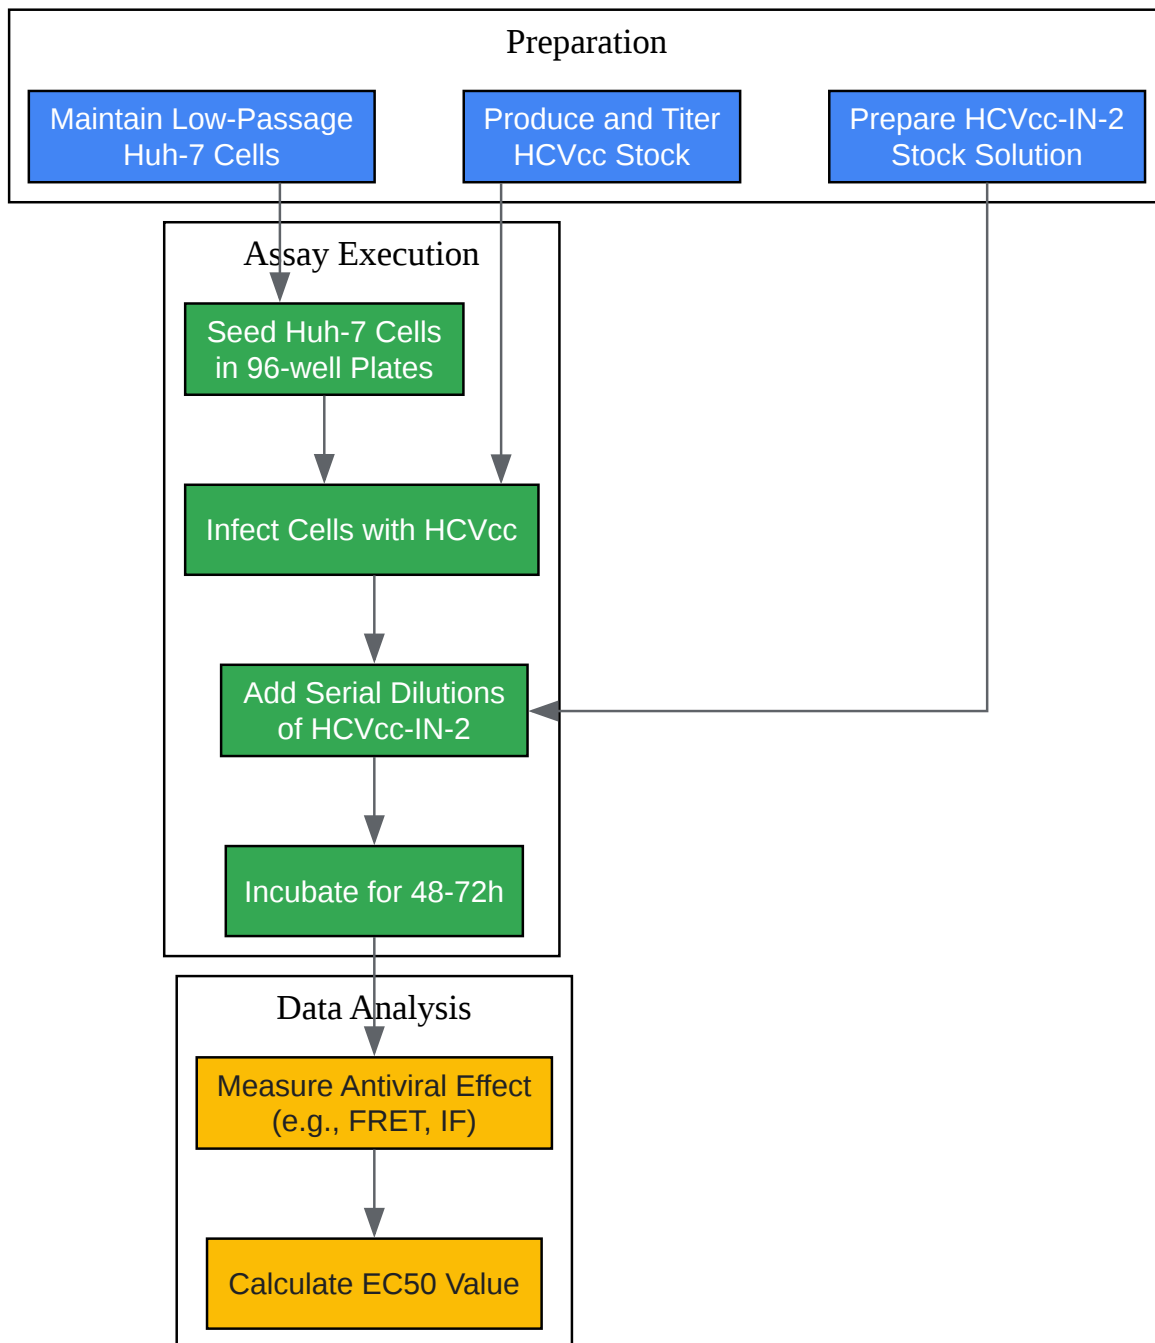 Preparation
Maintain Low-Passage
Huh-7 Cells
Produce and Titer
HCVcc Stock
Prepare HCVcc-IN-2
Stock Solution
Assay Execution
Seed Huh-7 Cells
in 96-well Plates
Infect Cells with HCVcc
Add Serial Dilutions
of HCVcc-IN-2
Incubate for 48-72h
Data Analysis
Measure Antiviral Effect
(e.g., FRET, IF)
Calculate EC50 Value